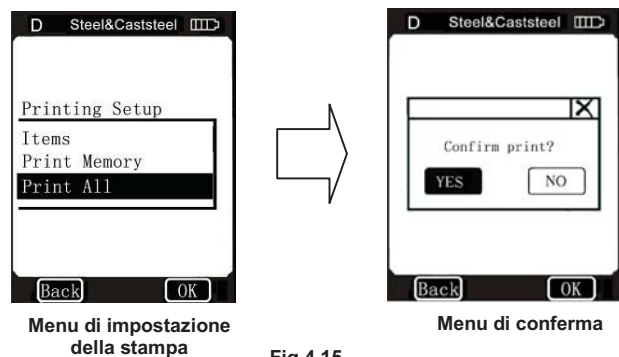 D Steel&Caststeel
Printing Setup
Items
Print Memory
Print All
Back OK
Menu di impostazione
della stampa
D Steel&Caststeel
Confirm print?
YES NO
Back OK
Menu di conferma
Fig 4.15